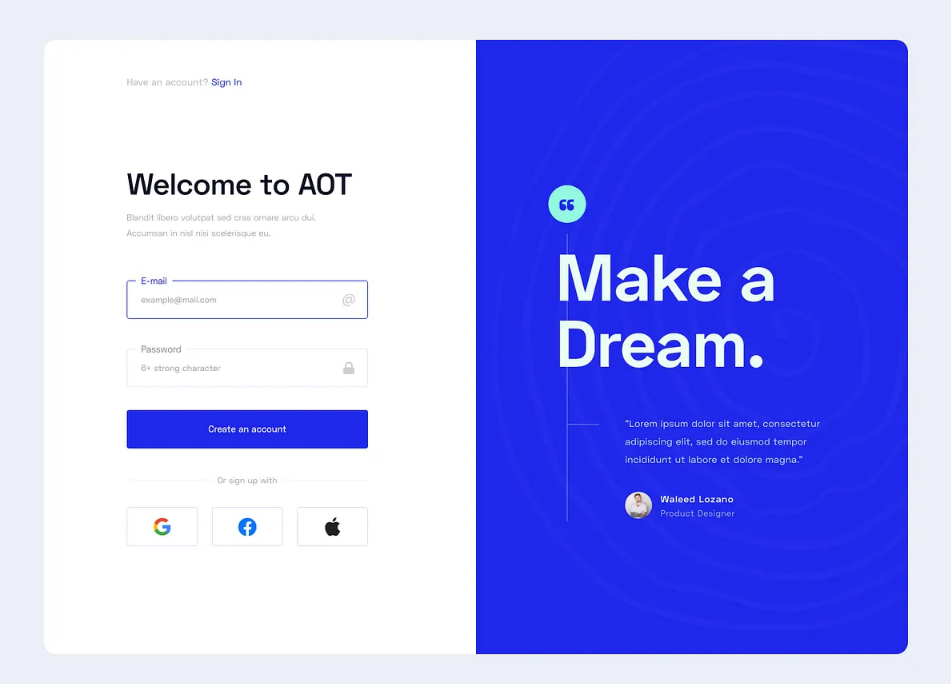 Have an account? Sign In
Welcome to AOT
Blandit libero volutpat sed cras ornare arcu dui.
Accumsan in nisl nisi scelerisque eu.
E-mail
example@mail.com
@
Password
6+ strong character
Create an account
Or sign up with
“
Make a
Dream.
"Lorem ipsum dolor sit amet, consectetur
adipiscing elit, sed do eiusmod tempor
incididunt ut labore et dolore magna."
Waleed Lozano
Product Designer